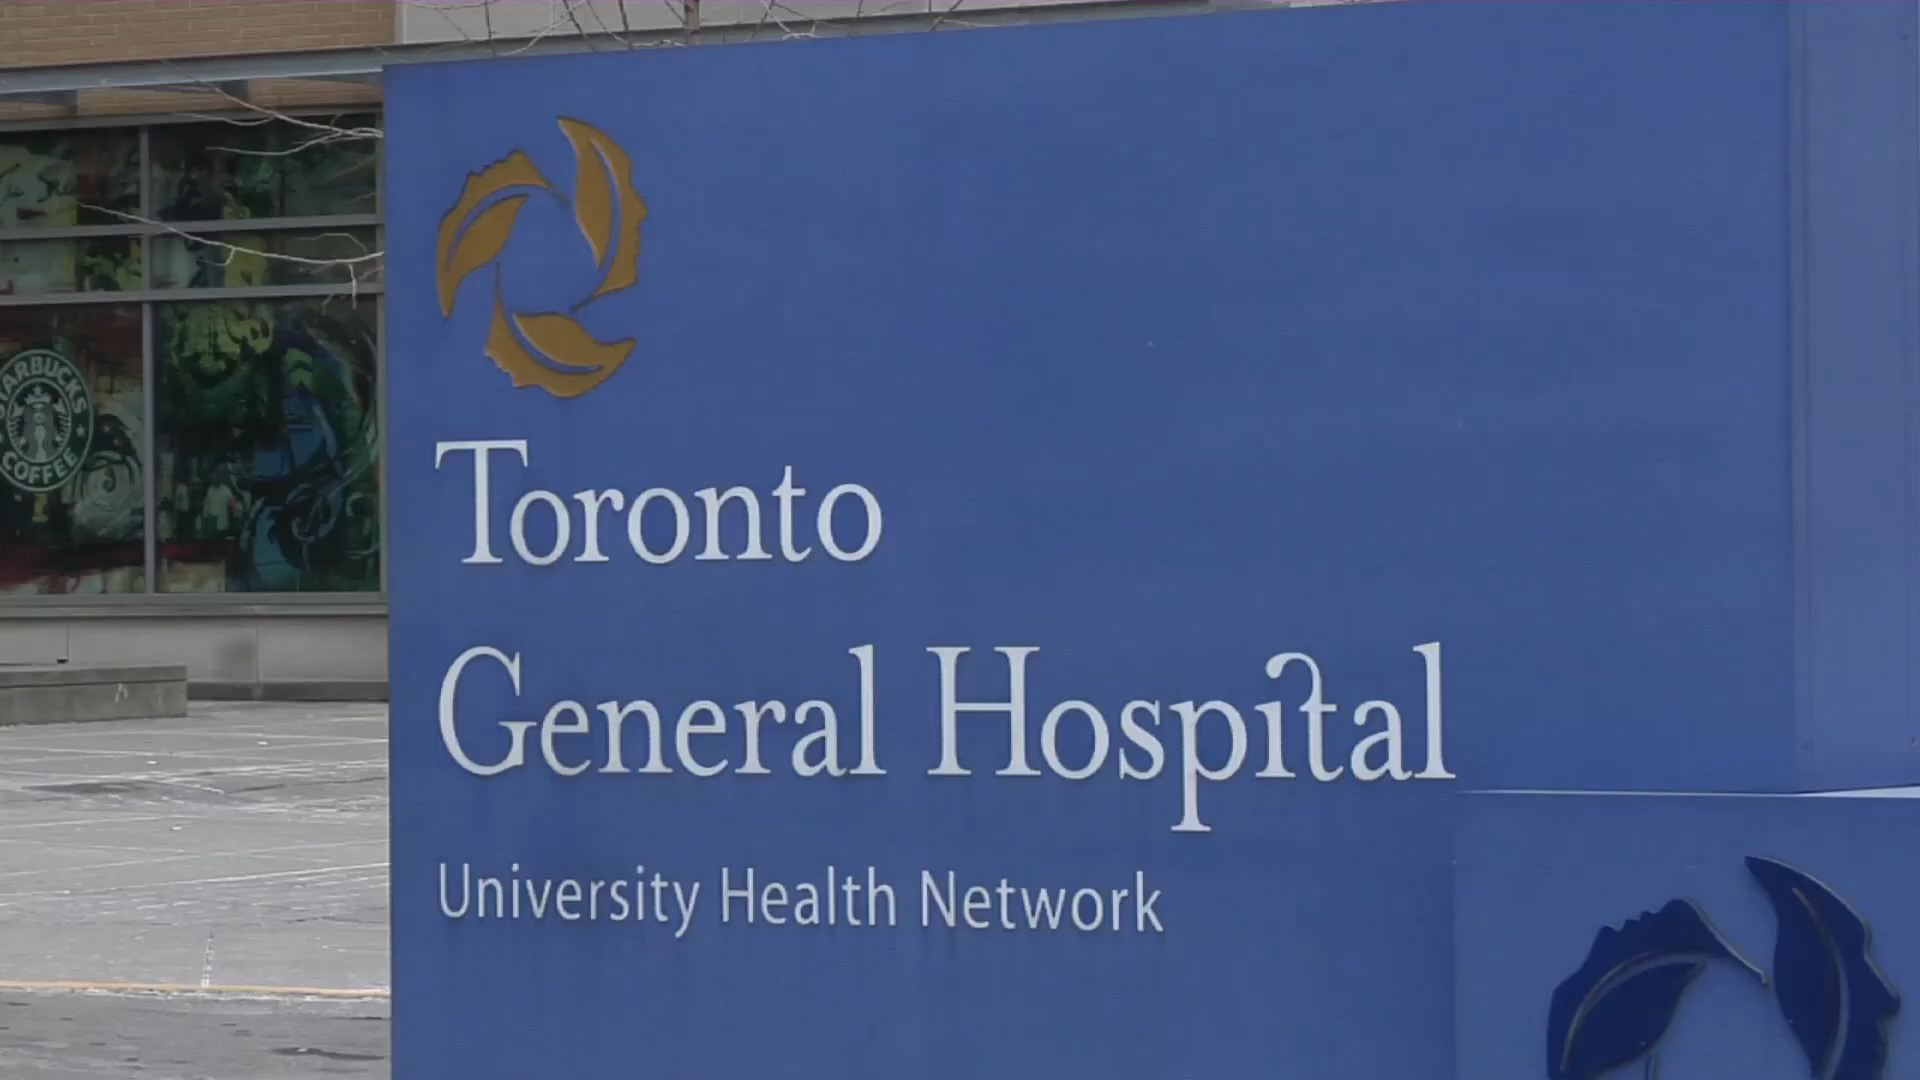 STARBUCKS
COFFEE
Toronto
General Hospital
University Health Network